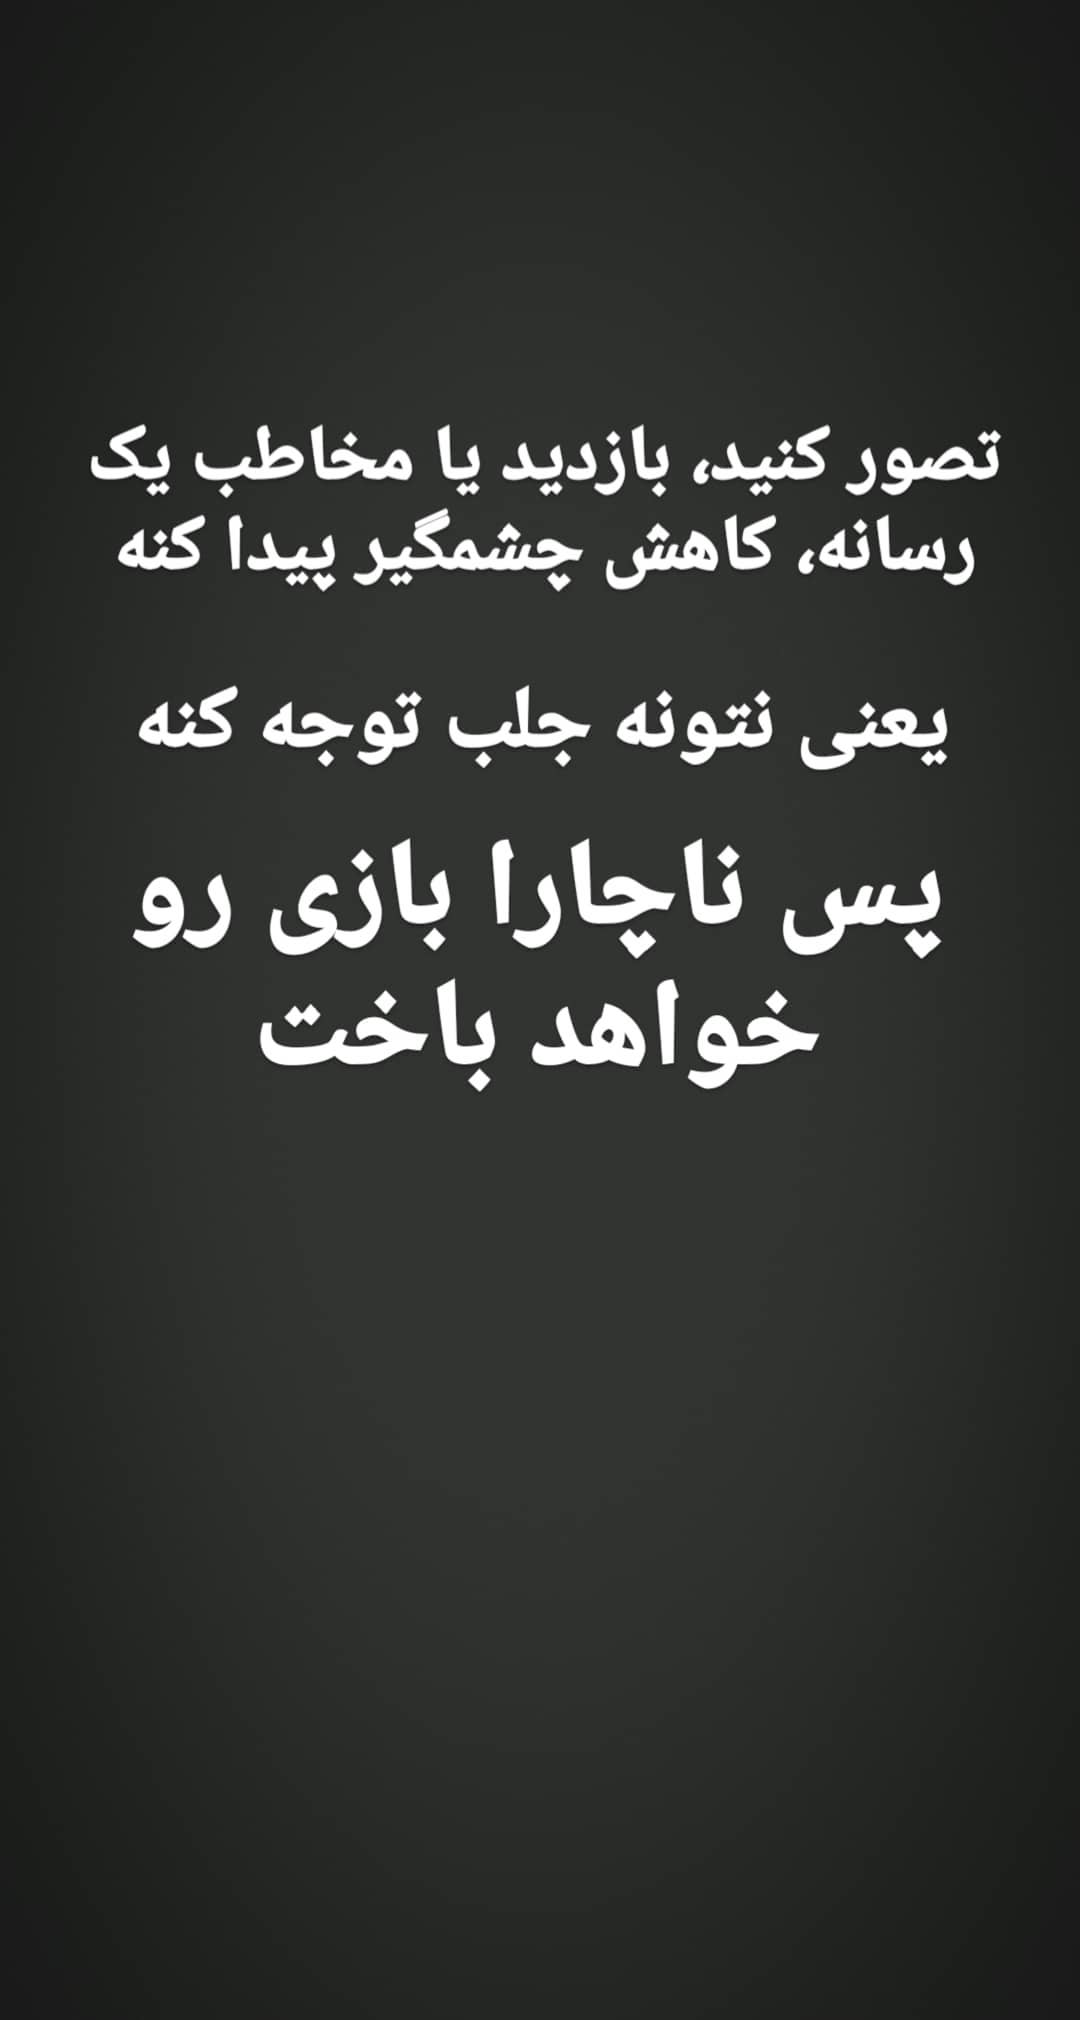 تصور کنید، بازدید یا مخاطب یک
رسانه، کاهش چشمگیر پیدا کنه
یعنی نتونه جلب توجه کنه
پس ناچارا بازی رو
خواهد باخت